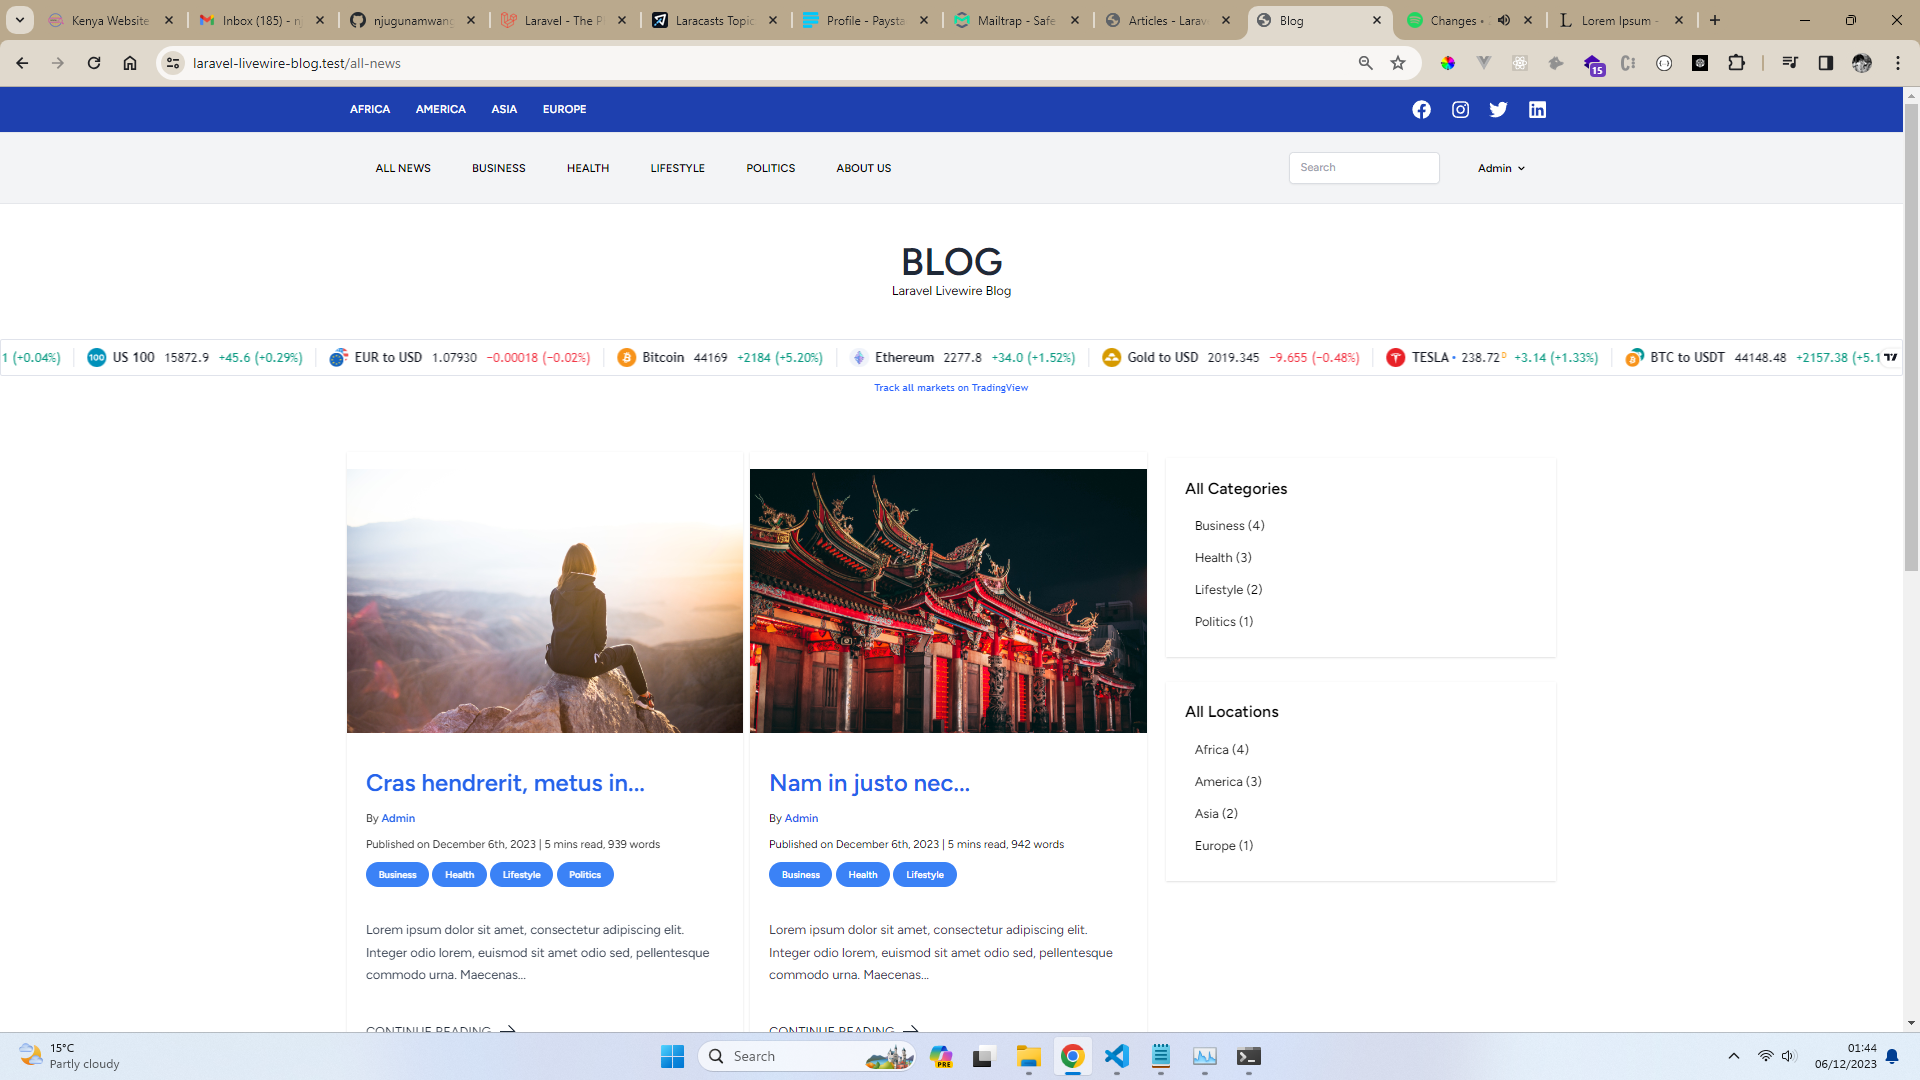 Kenya Website
Inbox (185) - nj
njugunamwang
Laravel - The P
Laracasts Topic
Profile - Paysta
Mailtrap - Safe
Articles - Larav
Blog
Changes •
Lorem Ipsum -
laravel-livewire-blog.test/all-news
15
AFRICA AMERICA ASIA EUROPE
ALL NEWS BUSINESS HEALTH LIFESTYLE POLITICS ABOUT US
Search
Admin
BLOG
Laravel Livewire Blog
1 (+0.04%) 100 US 100 15872.9 +45.6 (+0.29%) EUR to USD 1.07930 −0.00018 (−0.02%) Bitcoin 44169 +2184 (+5.20%) Ethereum 2277.8 +34.0 (+1.52%) Gold to USD 2019.345 −9.655 (−0.48%) TESLA • 238.72 D +3.14 (+1.33%) BTC to USDT 44148.48 +2157.38 (+5.1
Track all markets on TradingView
Cras hendrerit, metus in...
By Admin
Published on December 6th, 2023 | 5 mins read, 939 words
Business Health Lifestyle Politics
Lorem ipsum dolor sit amet, consectetur adipiscing elit.
Integer odio lorem, euismod sit amet odio sed, pellentesque
commodo urna. Maecenas...
CONTINUE READING →
Nam in justo nec...
By Admin
Published on December 6th, 2023 | 5 mins read, 942 words
Business Health Lifestyle
Lorem ipsum dolor sit amet, consectetur adipiscing elit.
Integer odio lorem, euismod sit amet odio sed, pellentesque
commodo urna. Maecenas...
CONTINUE READING →
All Categories
Business (4)
Health (3)
Lifestyle (2)
Politics (1)
All Locations
Africa (4)
America (3)
Asia (2)
Europe (1)
15°C
Partly cloudy
Search
PRE
01:44
06/12/2023